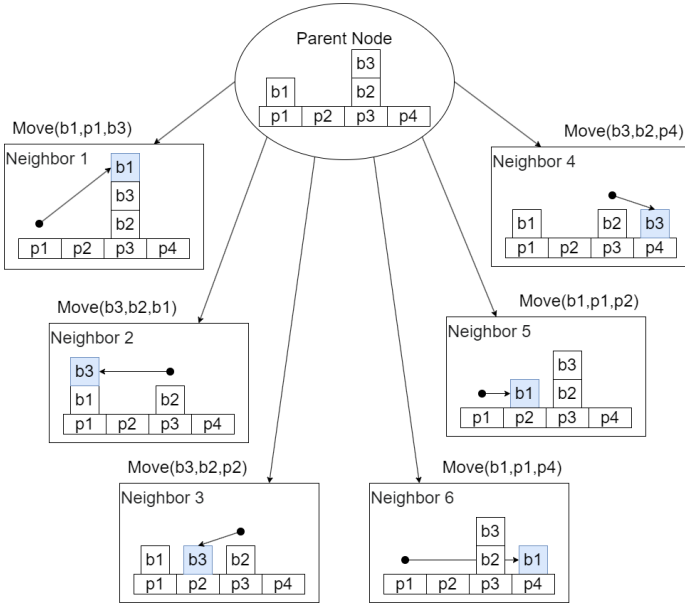 Parent Node
b3
b1 b2
p1 p2 p3 p4
Move(b1,p1,b3)
Neighbor 1
b1
b3
b2
p1 p2 p3 p4
Move(b3,b2,p4)
Neighbor 4
b1 b2 b3
p1 p2 p3 p4
Move(b3,b2,b1)
Neighbor 2
b3
b1 b2
p1 p2 p3 p4
Move(b1,p1,p2)
Neighbor 5
b3
b1 b2
p1 p2 p3 p4
Move(b3,b2,p2)
Neighbor 3
b1 b3 b2
p1 p2 p3 p4
Move(b1,p1,p4)
Neighbor 6
b3
b2 b1
p1 p2 p3 p4